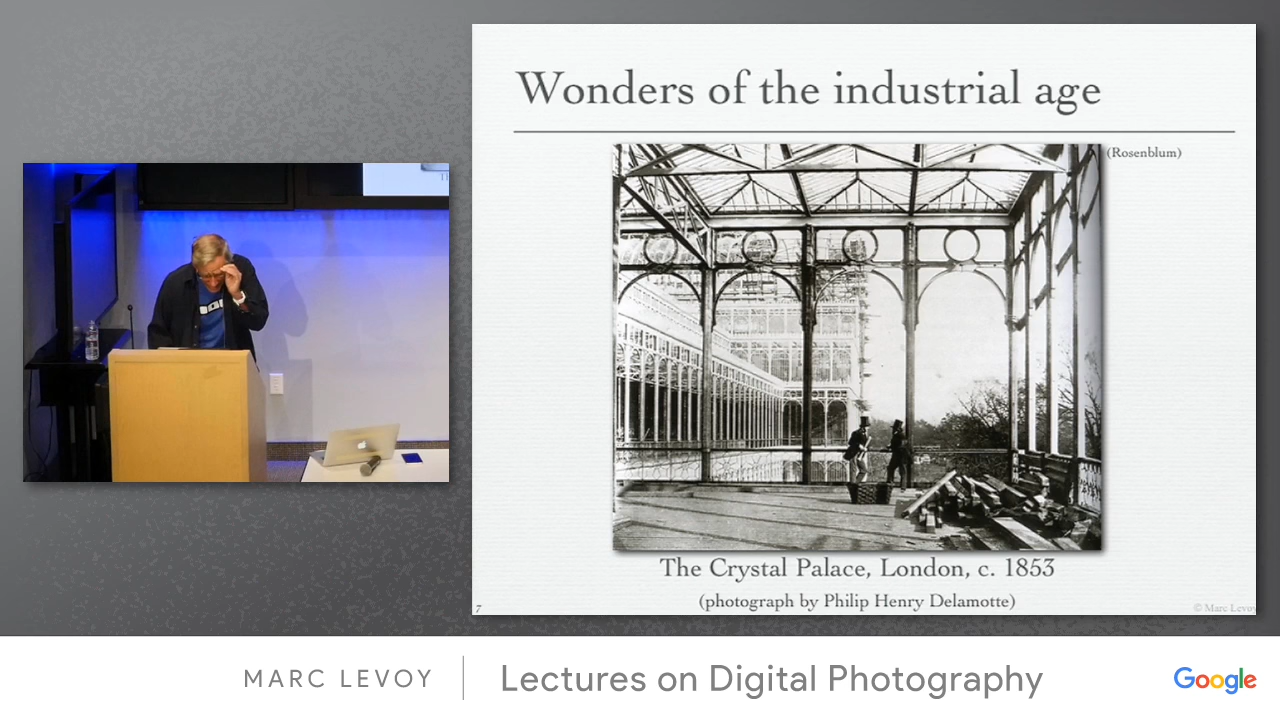 Wonders of the industrial age
(Rosenblum)
The Crystal Palace, London, c. 1853
(photograph by Philip Henry Delamotte)
7
© Marc Levoy
MARC LEVOY
Lectures on Digital Photography
Google